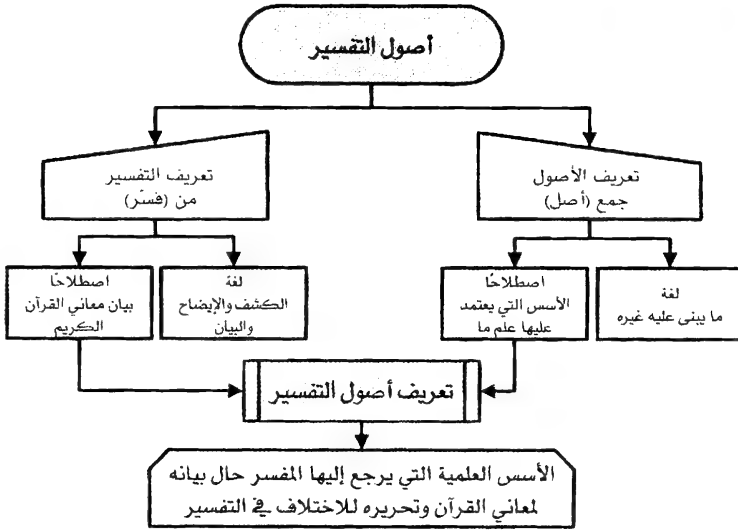 أصول التفسير
تعريف الأصول
جمع (أصل)
تعريف التفسير
من (فسّر)
لغة
ما يبنى عليه غيره
اصطلاحًا
الأسس التي يعتمد
عليها علم ما
لغة
الكشف والإيضاح
والبيان
اصطلاحًا
بيان معاني القرآن
الكريم
تعريف أصول التفسير
الأسس العلمية التي يرجع إليها المفسر حال بيانه
لمعاني القرآن وتحريره للاختلاف في التفسير